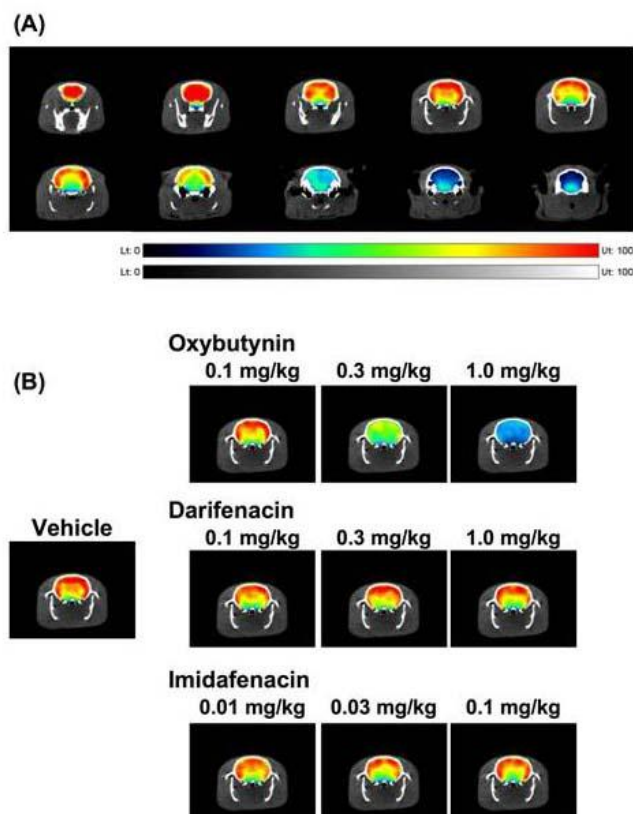 (A)
Lt: 0 Ut: 100
Lt: 0 Ut: 100
(B)
Oxybutynin
0.1 mg/kg 0.3 mg/kg 1.0 mg/kg
Vehicle
Darifenacin
0.1 mg/kg 0.3 mg/kg 1.0 mg/kg
Imidafenacin
0.01 mg/kg 0.03 mg/kg 0.1 mg/kg